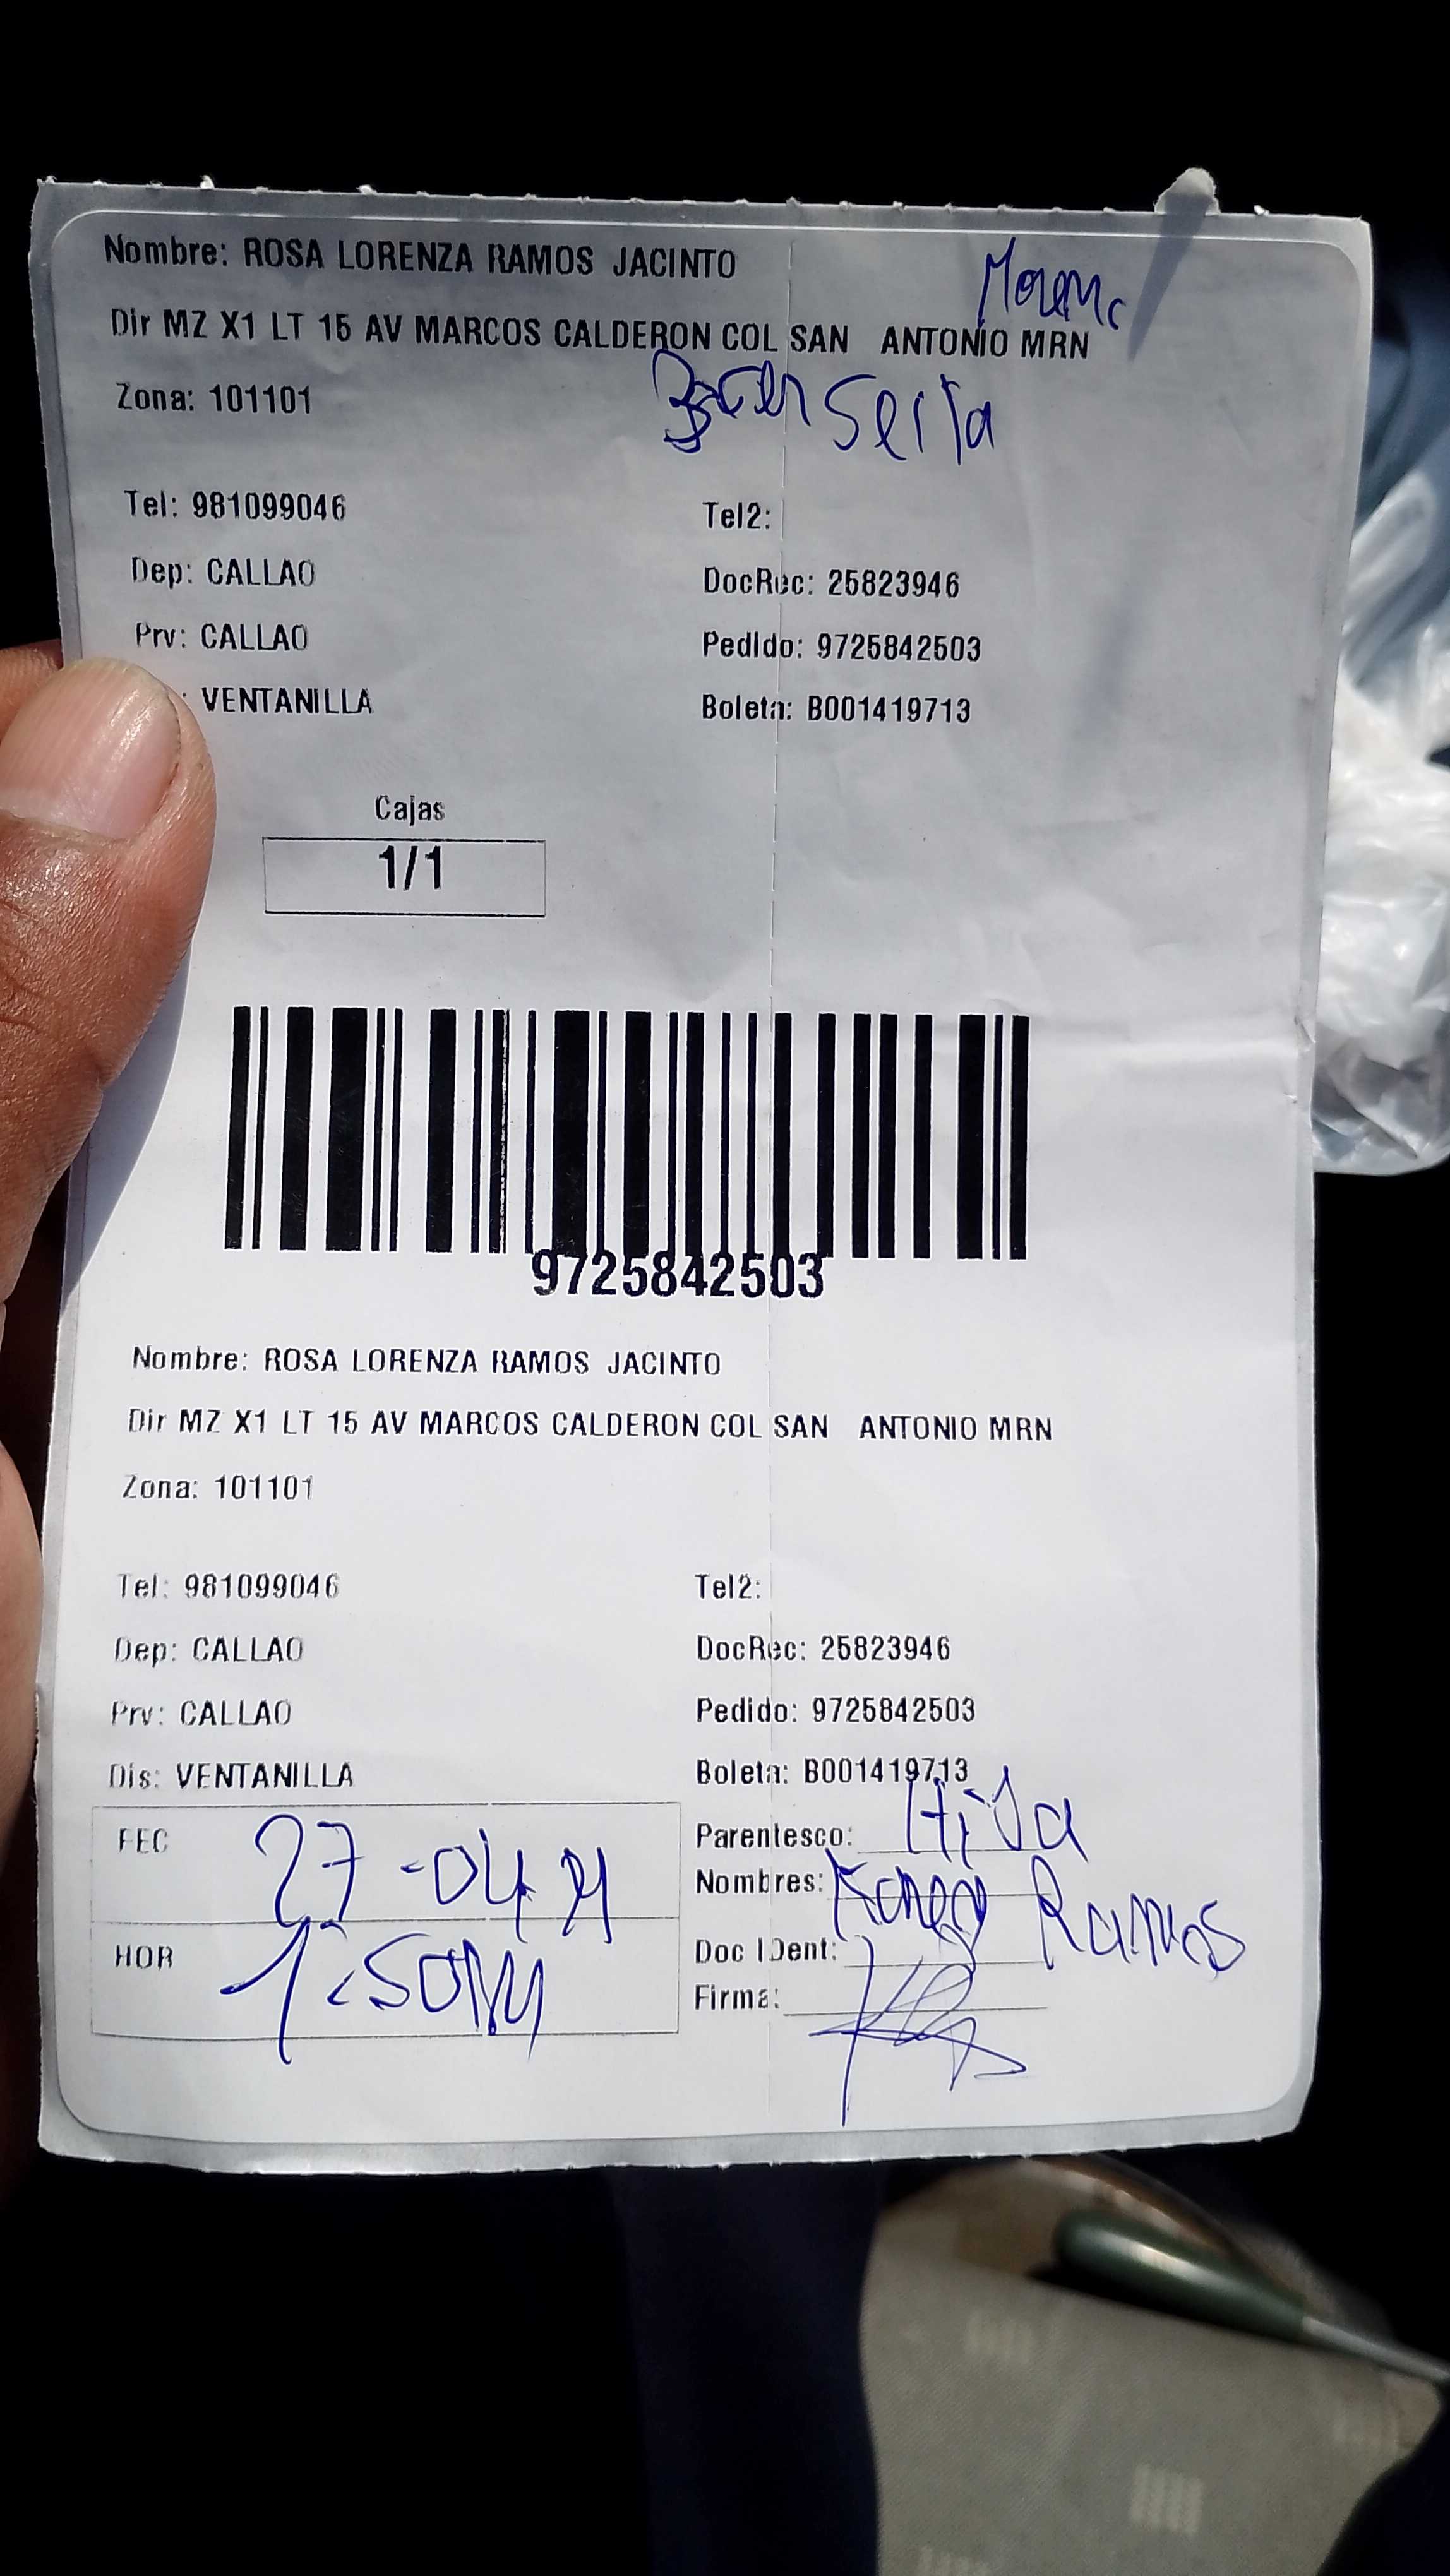 Nombre: ROSA LORENZA RAMOS JACINTO
Dir MZ X1 LT 15 AV MARCOS CALDERON COL SAN ANTONIO MRN
Zona: 101101
Tel: 981099046 Tel2:
Dep: CALLAO DocRec: 25823946
Prv: CALLAO Pedido: 9725842503
: VENTANILLA Boleta: B001419713
Cajas
1/1
9725842503
Nombre: ROSA LORENZA RAMOS JACINTO
Dir MZ X1 LT 15 AV MARCOS CALDERON COL SAN ANTONIO MRN
Zona: 101101
Tel: 981099046 Tel2:
Dep: CALLAO DocRec: 25823946
Prv: CALLAO Pedido: 9725842503
Dis: VENTANILLA Boleta: B001419713
FEC 27-04 Parentesco: Hija
Nombres: Ramos
HOR Doc IDent:
Firma: